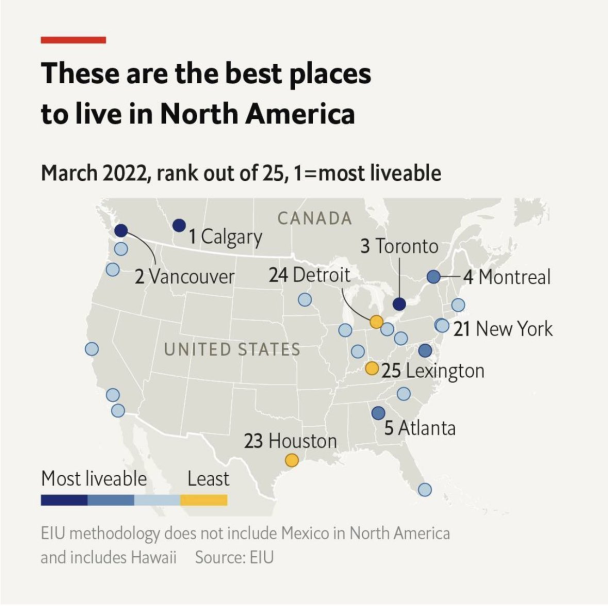 These are the best places
to live in North America
March 2022, rank out of 25, 1=most liveable
CANADA
1 Calgary
3 Toronto
2 Vancouver
24 Detroit
4 Montreal
21 New York
UNITED STATES
25 Lexington
5 Atlanta
23 Houston
Most liveable Least
EIU methodology does not include Mexico in North America
and includes Hawaii Source: EIU